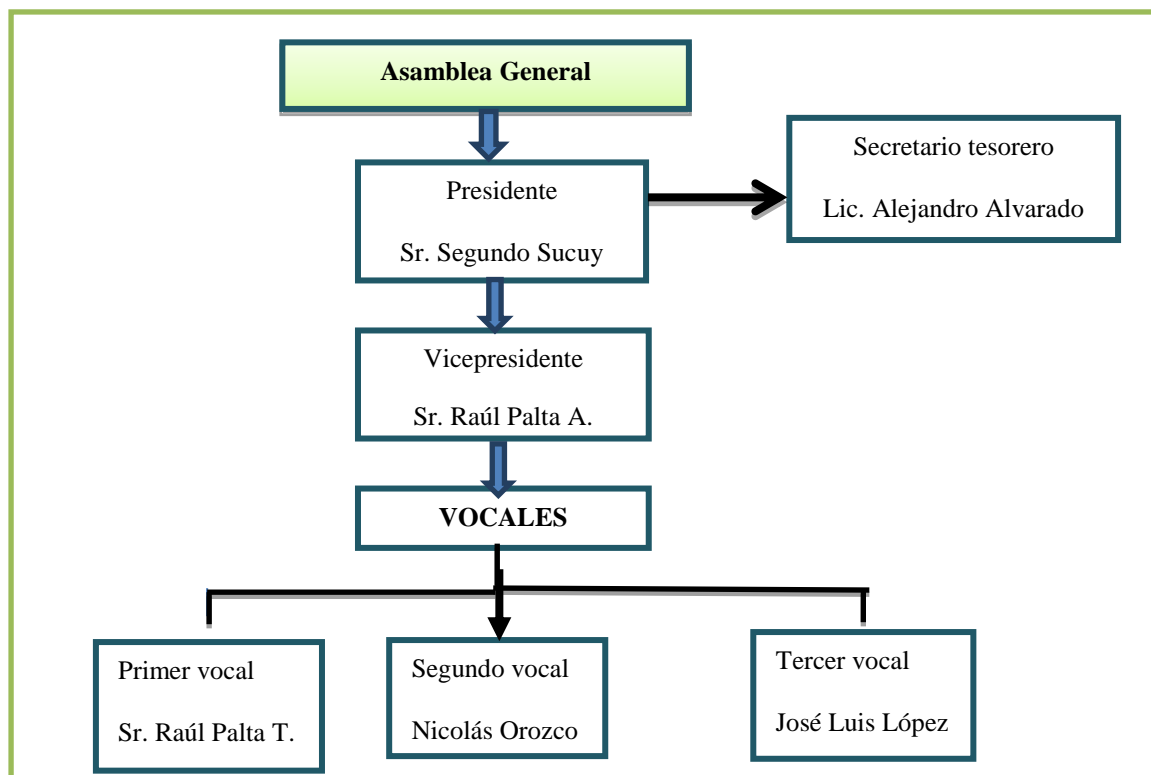 Asamblea General
Secretario tesorero
Lic. Alejandro Alvarado
Presidente
Sr. Segundo Sucuy
Vicepresidente
Sr. Raúl Palta A.
VOCALES
Primer vocal
Sr. Raúl Palta T.
Segundo vocal
Nicolás Orozco
Tercer vocal
José Luis López